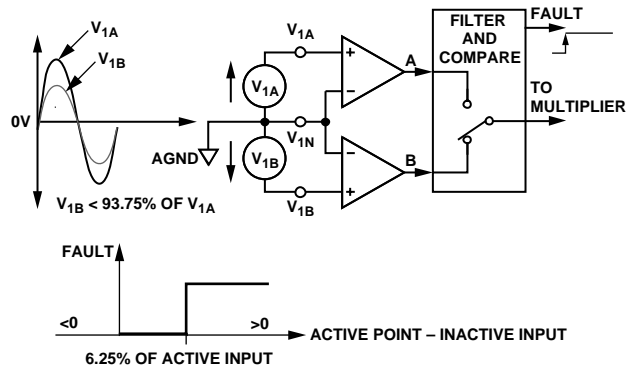 V1A
V1B
0V
V1B < 93.75% OF V1A
AGND
V1A
V1A
V1N
V1B
V1B
A
B
FILTER
AND
COMPARE
FAULT
TO
MULTIPLIER
FAULT
<0
>0
ACTIVE POINT – INACTIVE INPUT
6.25% OF ACTIVE INPUT